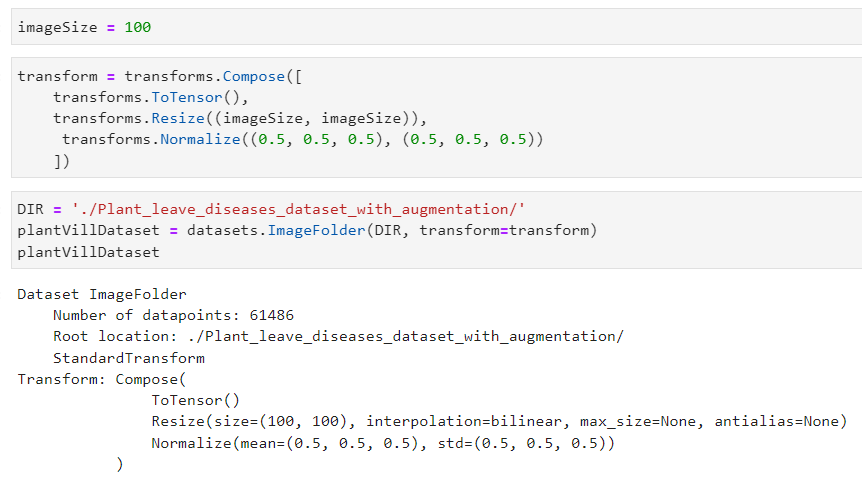 imageSize = 100
transform = transforms.Compose([
    transforms.ToTensor(),
    transforms.Resize((imageSize, imageSize)),
     transforms.Normalize((0.5, 0.5, 0.5), (0.5, 0.5, 0.5))
    ])
DIR = './Plant_leave_diseases_dataset_with_augmentation/'
plantVillDataset = datasets.ImageFolder(DIR, transform=transform)
plantVillDataset
Dataset ImageFolder
    Number of datapoints: 61486
    Root location: ./Plant_leave_diseases_dataset_with_augmentation/
    StandardTransform
Transform: Compose(
               ToTensor()
               Resize(size=(100, 100), interpolation=bilinear, max_size=None, antialias=None)
               Normalize(mean=(0.5, 0.5, 0.5), std=(0.5, 0.5, 0.5))
           )